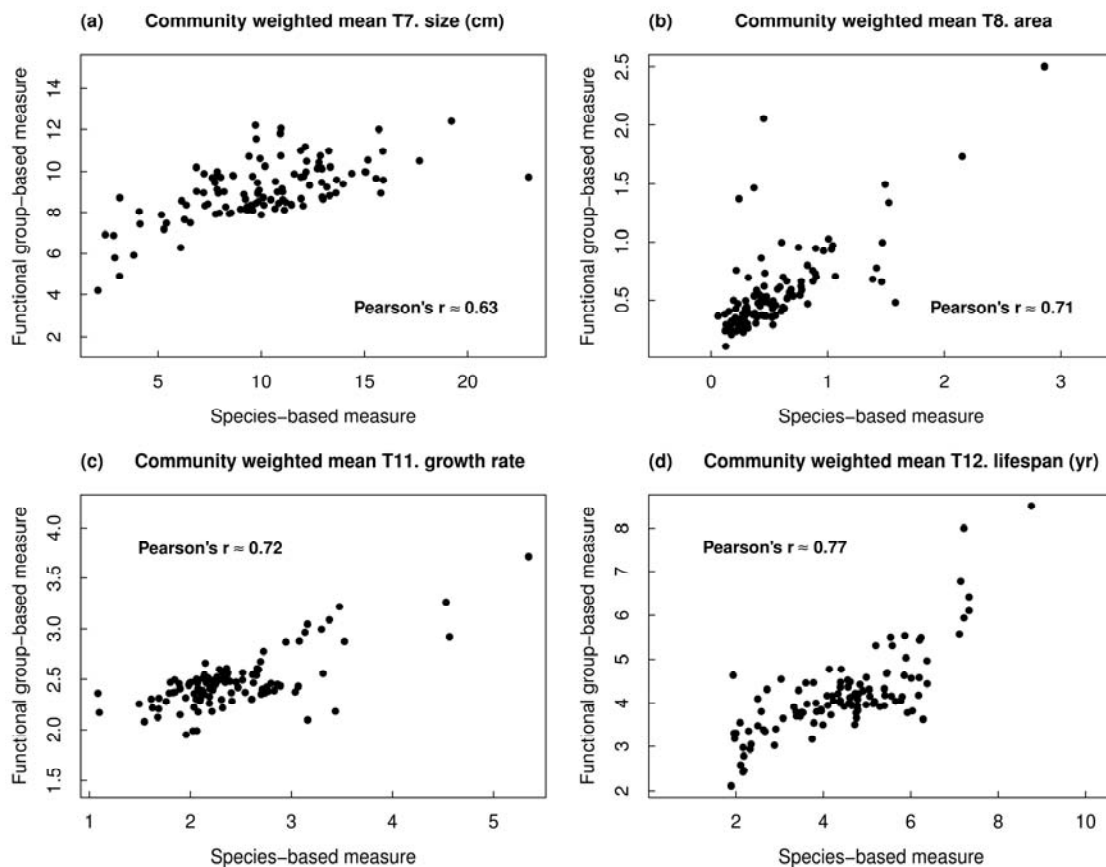 (a) Community weighted mean T7. size (cm)
Functional group−based measure
2 4 6 8 10 12 14
Pearson's r ≈ 0.63
5 10 15 20
Species−based measure
(b) Community weighted mean T8. area
Functional group−based measure
0.5 1.0 1.5 2.0 2.5
Pearson's r ≈ 0.71
0 1 2 3
Species−based measure
(c) Community weighted mean T11. growth rate
Functional group−based measure
1.5 2.0 2.5 3.0 3.5 4.0
Pearson's r ≈ 0.72
1 2 3 4 5
Species−based measure
(d) Community weighted mean T12. lifespan (yr)
Functional group−based measure
2 3 4 5 6 7 8
Pearson's r ≈ 0.77
2 4 6 8 10
Species−based measure